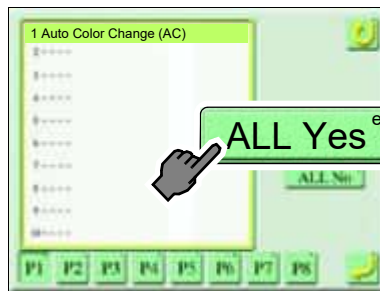 1 Auto Color Change (AC)
2-----
3-----
4-----
5-----
6-----
7-----
8-----
9-----
10-----
ALL Yes e
ALL No
P1 P2 P3 P4 P5 P6 P7 P8